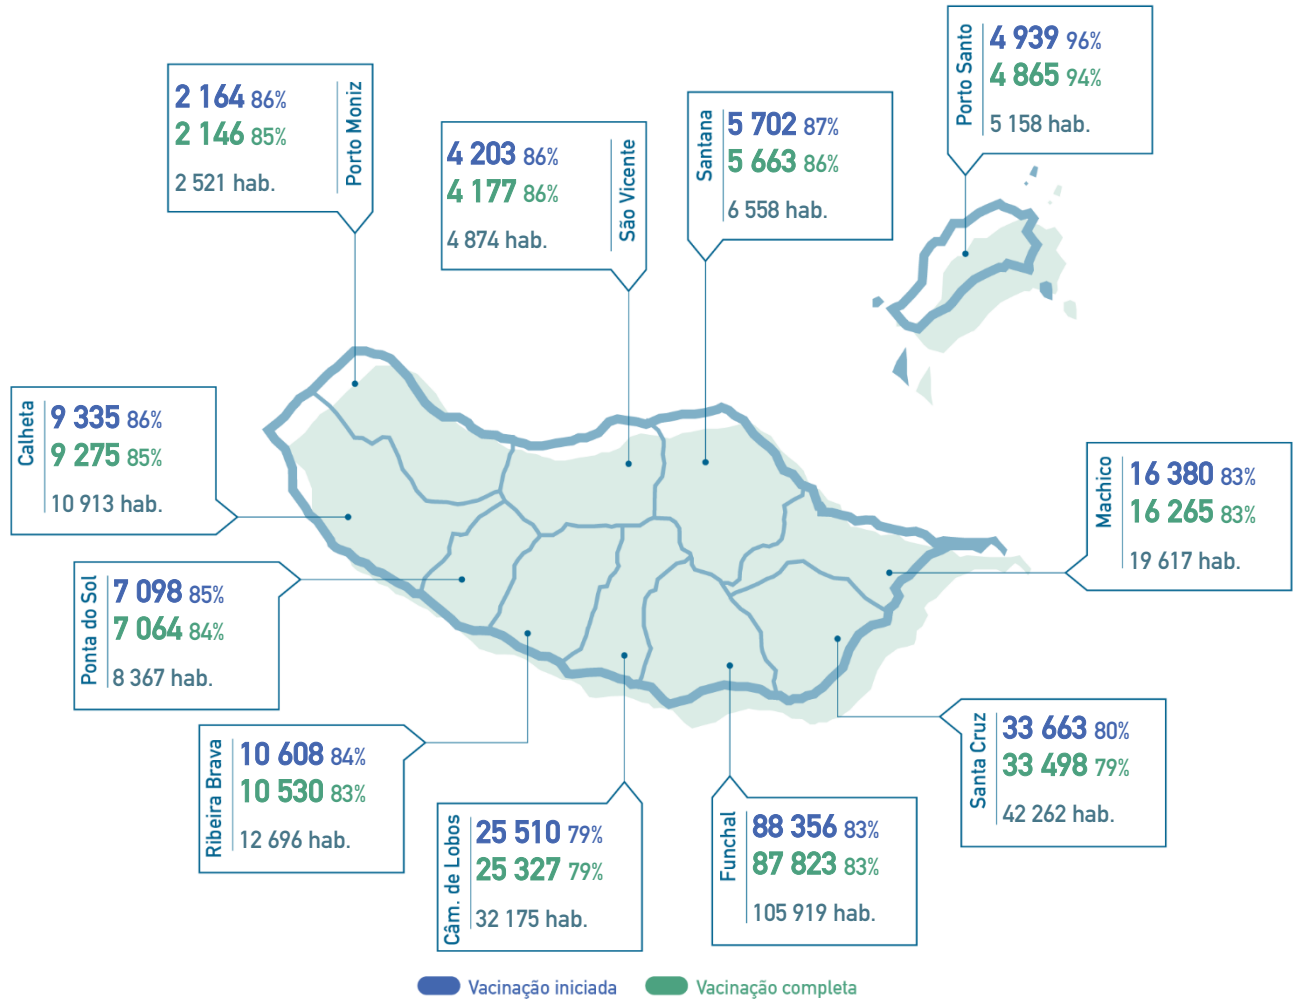 Porto Santo
4 939 96%
4 865 94%
5 158 hab.
2 164 86%
2 146 85%
2 521 hab.
Porto Moniz
4 203 86%
4 177 86%
4 874 hab.
São Vicente
Santana
5 702 87%
5 663 86%
6 558 hab.
Calheta
9 335 86%
9 275 85%
10 913 hab.
Machico
16 380 83%
16 265 83%
19 617 hab.
Ponta do Sol
7 098 85%
7 064 84%
8 367 hab.
Ribeira Brava
10 608 84%
10 530 83%
12 696 hab.
Santa Cruz
33 663 80%
33 498 79%
42 262 hab.
Câm. de Lobos
25 510 79%
25 327 79%
32 175 hab.
Funchal
88 356 83%
87 823 83%
105 919 hab.
Vacinação iniciada
Vacinação completa